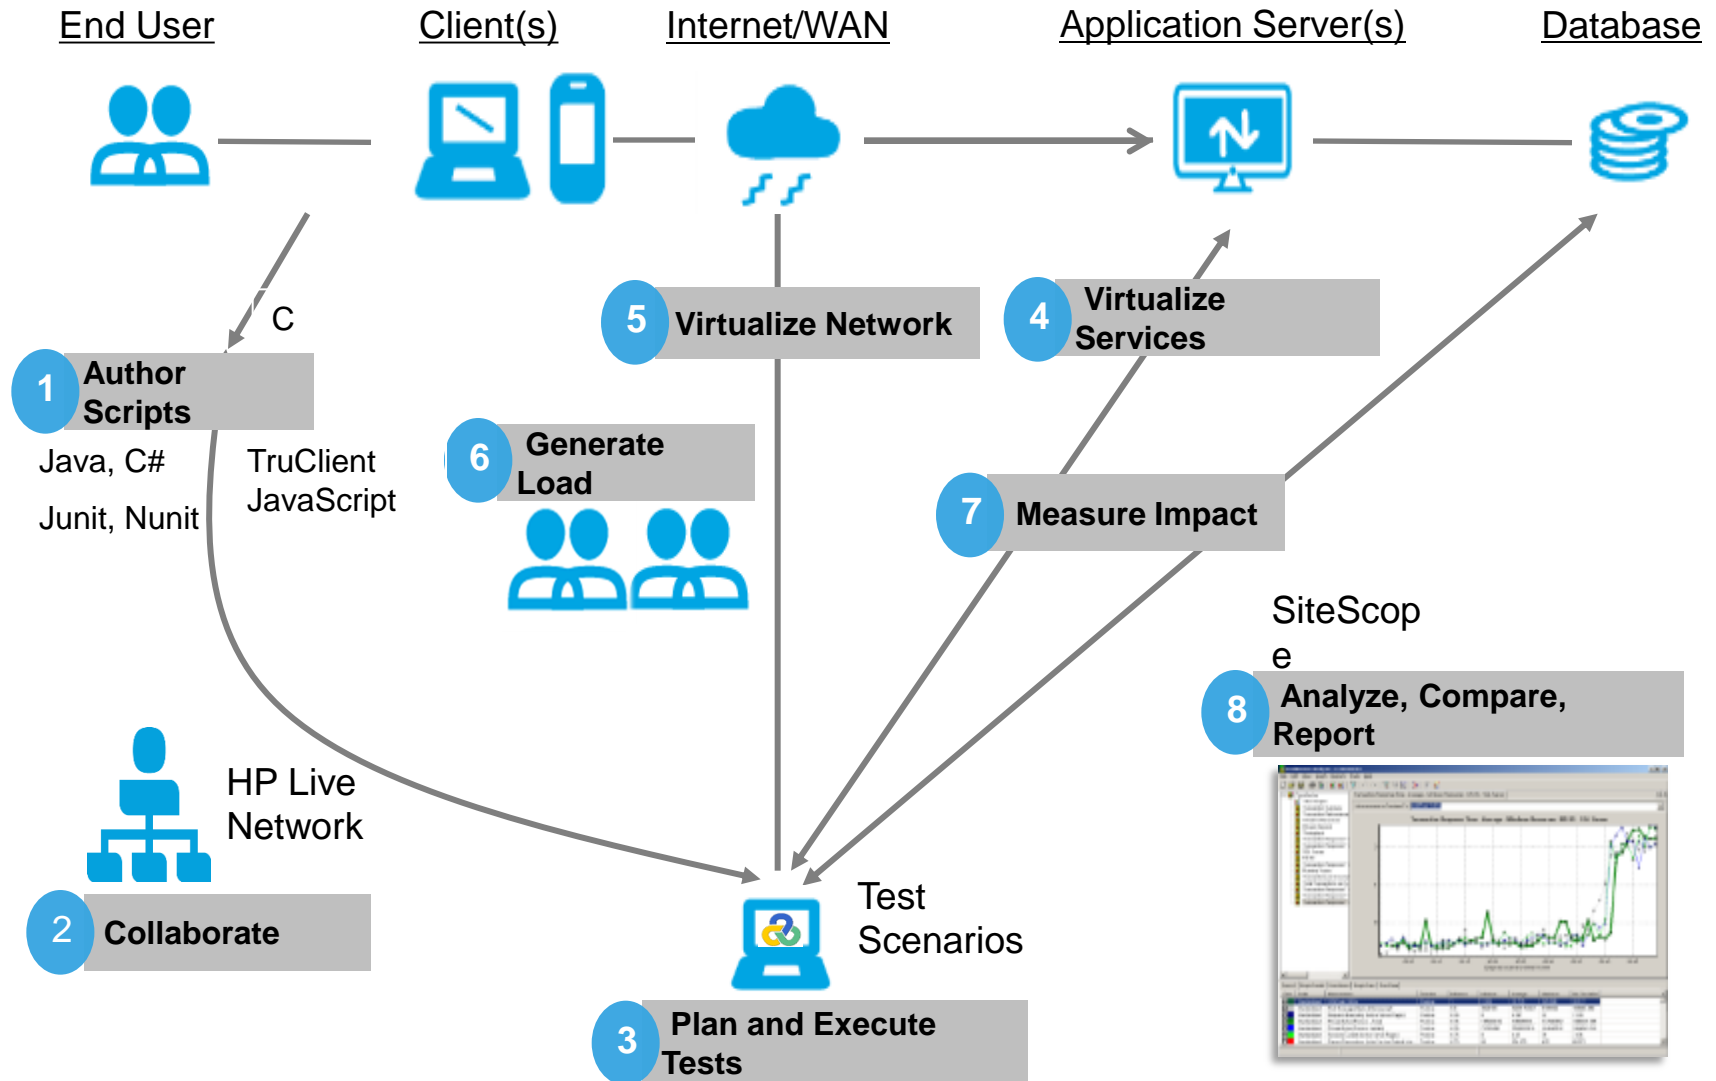 End User
Client(s)
Internet/WAN
Application Server(s)
Database
C
5
Virtualize Network
4
Virtualize
Services
1
Author
Scripts
Java, C#
Junit, Nunit
TruClient
JavaScript
6
Generate
Load
7
Measure Impact
SiteScop
e
8
Analyze, Compare,
Report
HP Live
Network
2
Collaborate
Test
Scenarios
3
Plan and Execute
Tests